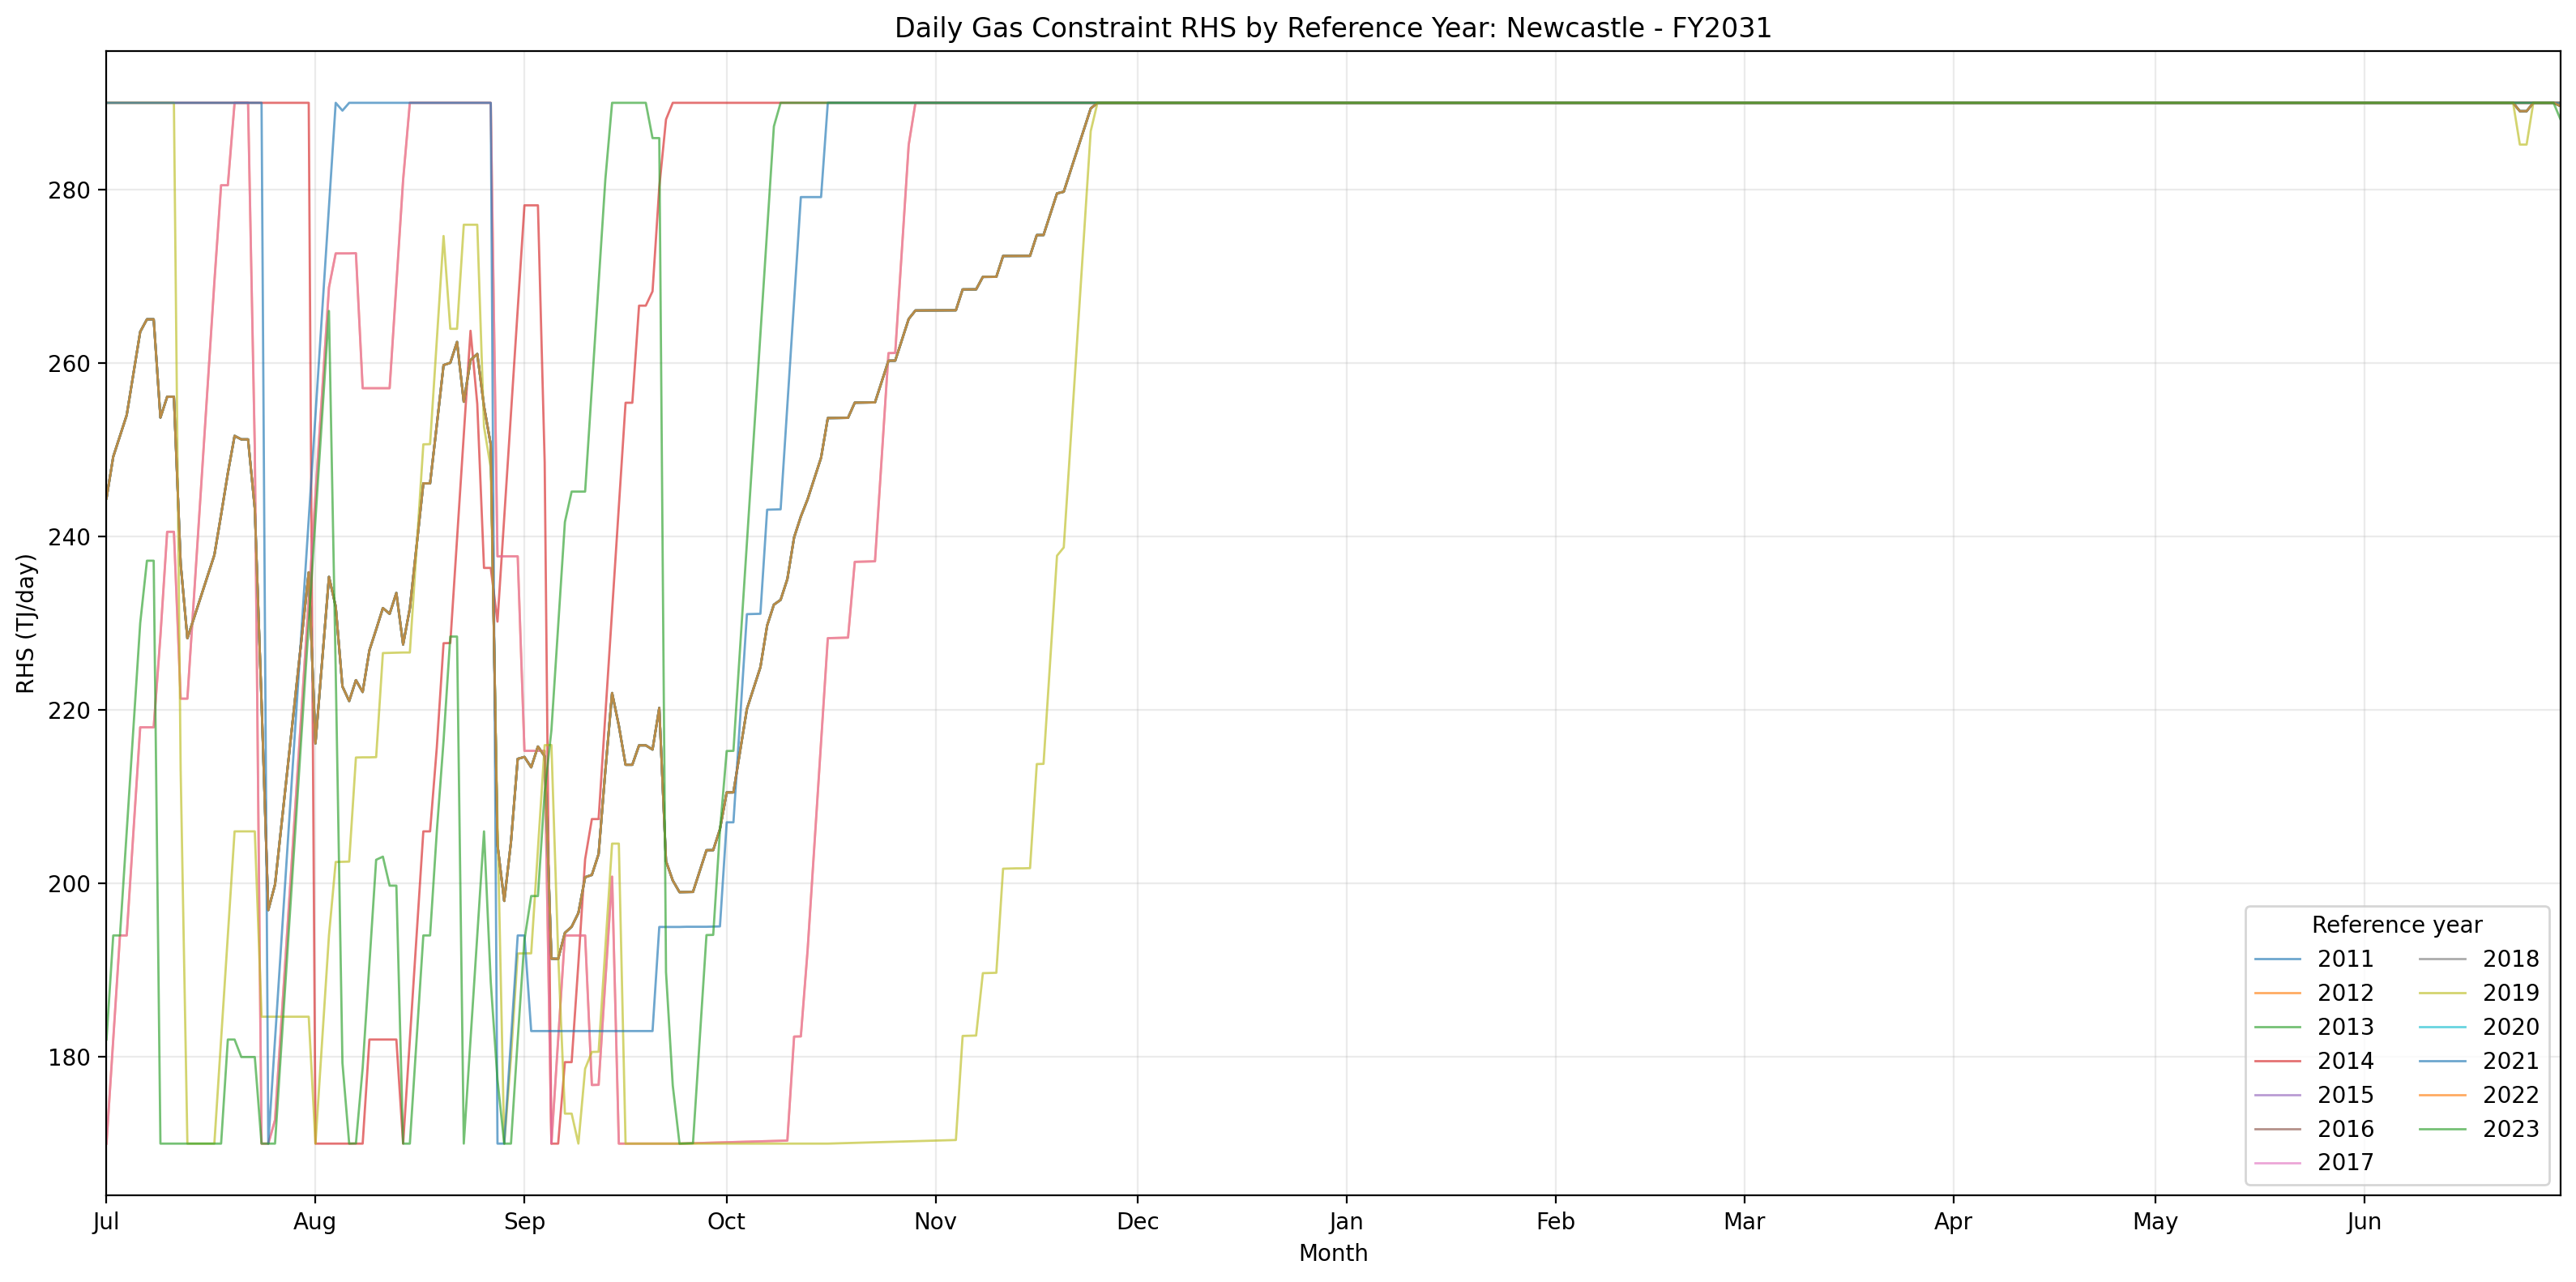 Daily Gas Constraint RHS by Reference Year: Newcastle - FY2031
RHS (TJ/day)
280
260
240
220
200
180
Jul Aug Sep Oct Nov Dec Jan Feb Mar Apr May Jun
Month
Reference year
2011 2018
2012 2019
2013 2020
2014 2021
2015 2022
2016 2023
2017